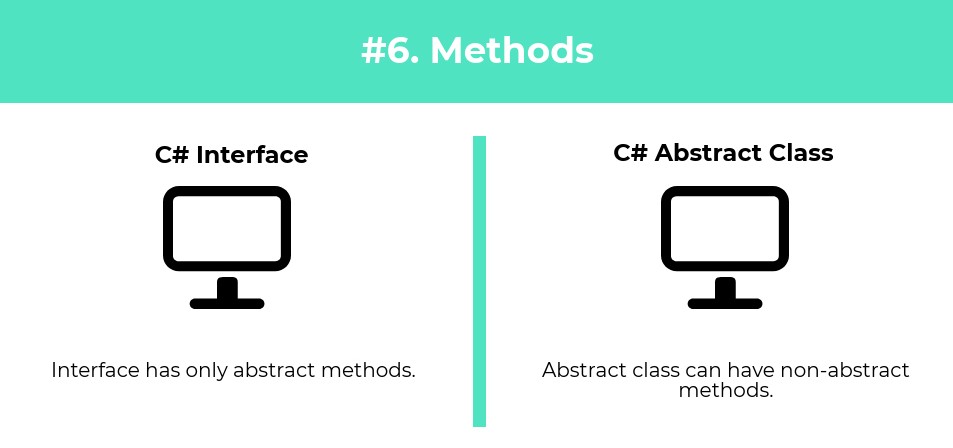 #6. Methods
C# Interface
Interface has only abstract methods.
C# Abstract Class
Abstract class can have non-abstract
methods.